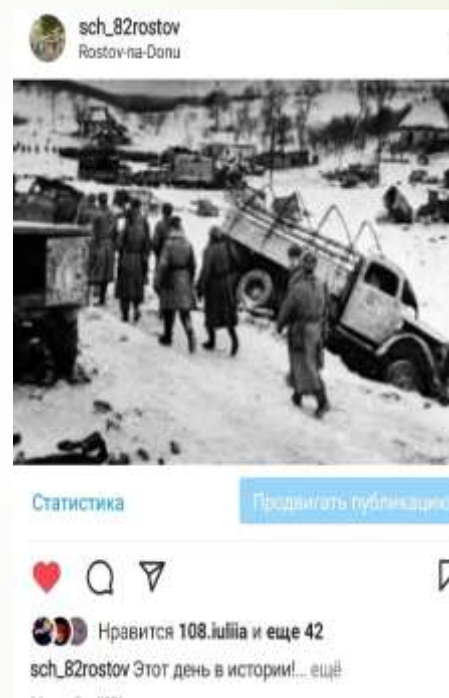 sch_82rostov
Rostov-na-Donu
Статистика
Продвигать публикацию
Нравится 108.iuliia и еще 42
sch_82rostov Этот день в истории!... ещё